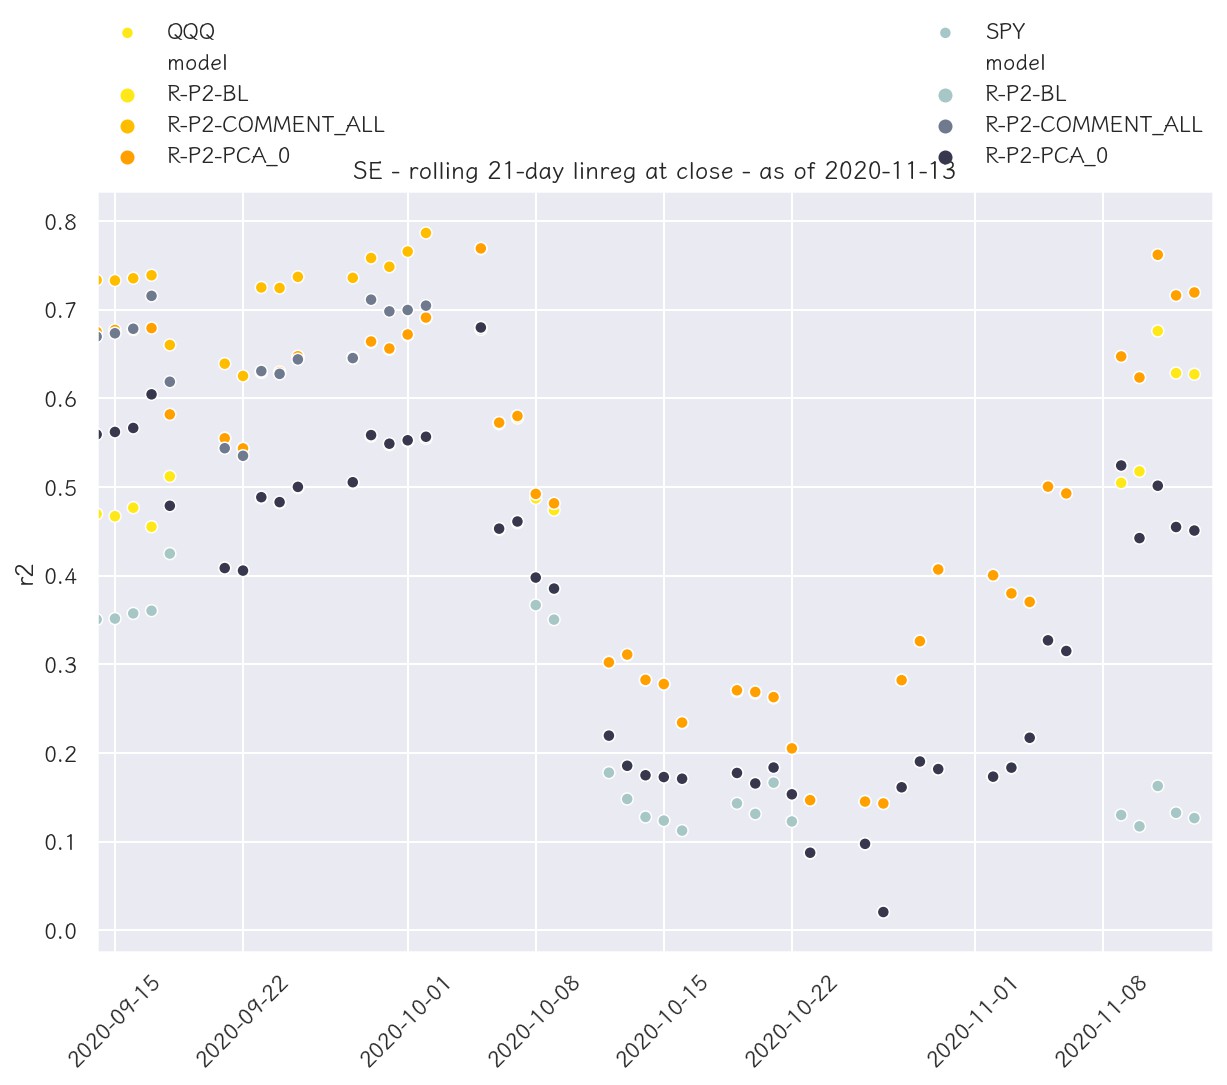 QQQ
model
R-P2-BL
R-P2-COMMENT_ALL
R-P2-PCA_0
SPY
model
R-P2-BL
R-P2-COMMENT_ALL
R-P2-PCA_0
SE - rolling 21-day linreg at close - as of 2020-11-13
r2
0.8
0.7
0.6
0.5
0.4
0.3
0.2
0.1
0.0
2020-09-15
2020-09-22
2020-10-01
2020-10-08
2020-10-15
2020-10-22
2020-11-01
2020-11-08